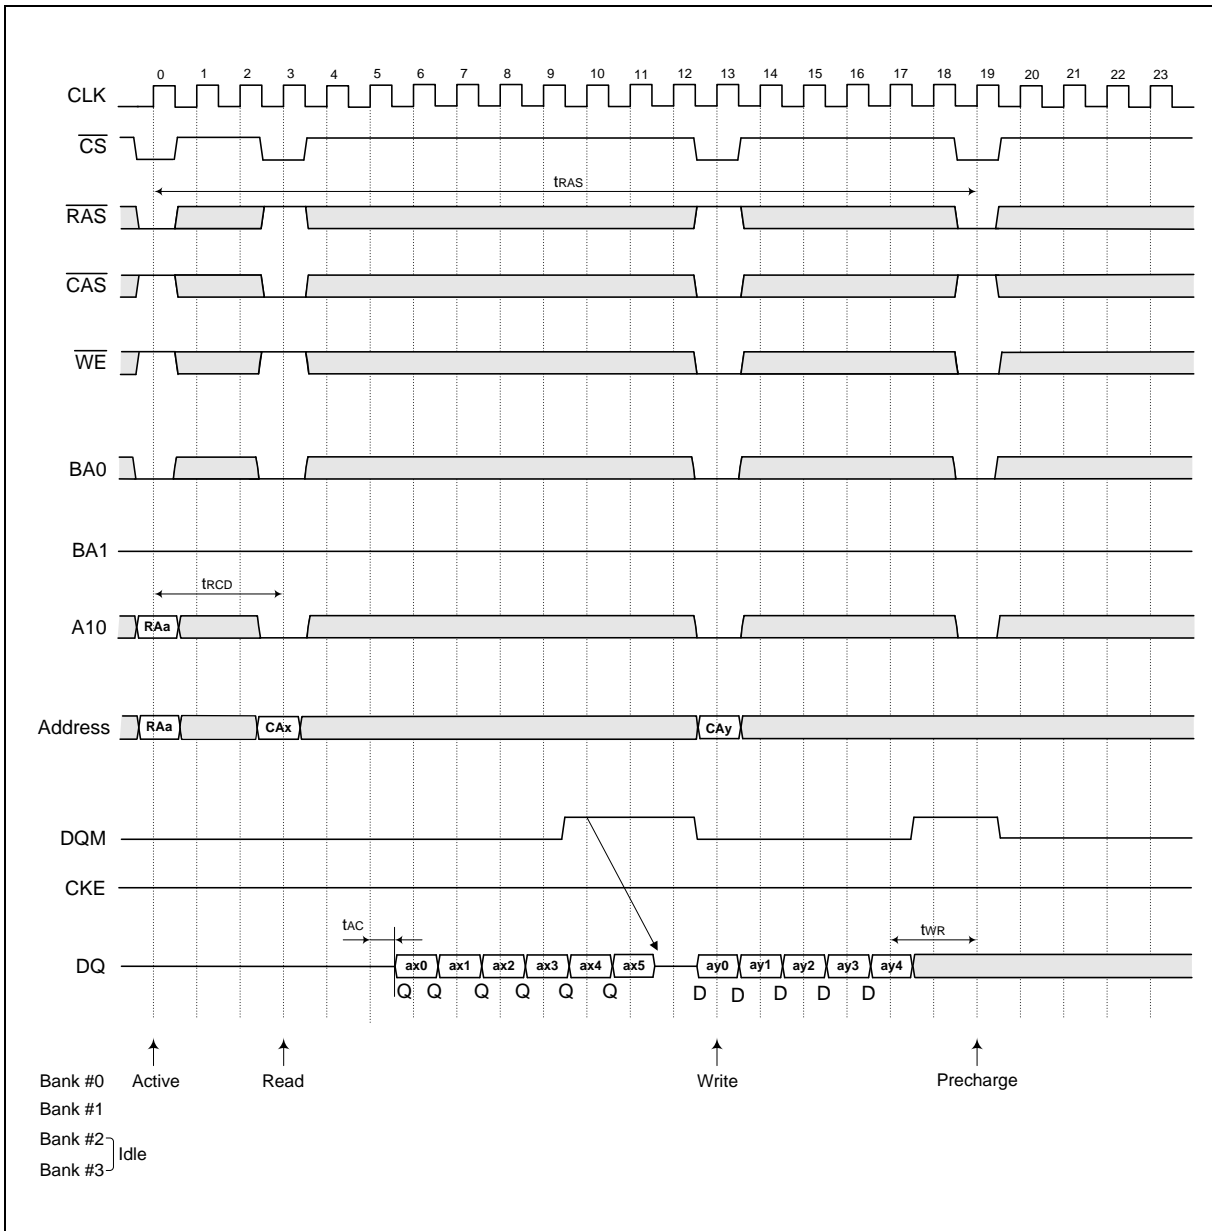 0 1 2 3 4 5 6 7 8 9 10 11 12 13 14 15 16 17 18 19 20 21 22 23
CLK
CS
tRAS
RAS
CAS
WE
BA0
BA1
tRCD
A10 RAa
Address RAa CAx CAy
DQM
CKE
tAC tWR
DQ ax0 ax1 ax2 ax3 ax4 ax5 ay0 ay1 ay2 ay3 ay4
Q Q Q Q Q Q D D D D D
Bank #0 Active Read Write Precharge
Bank #1
Bank #2
Idle
Bank #3